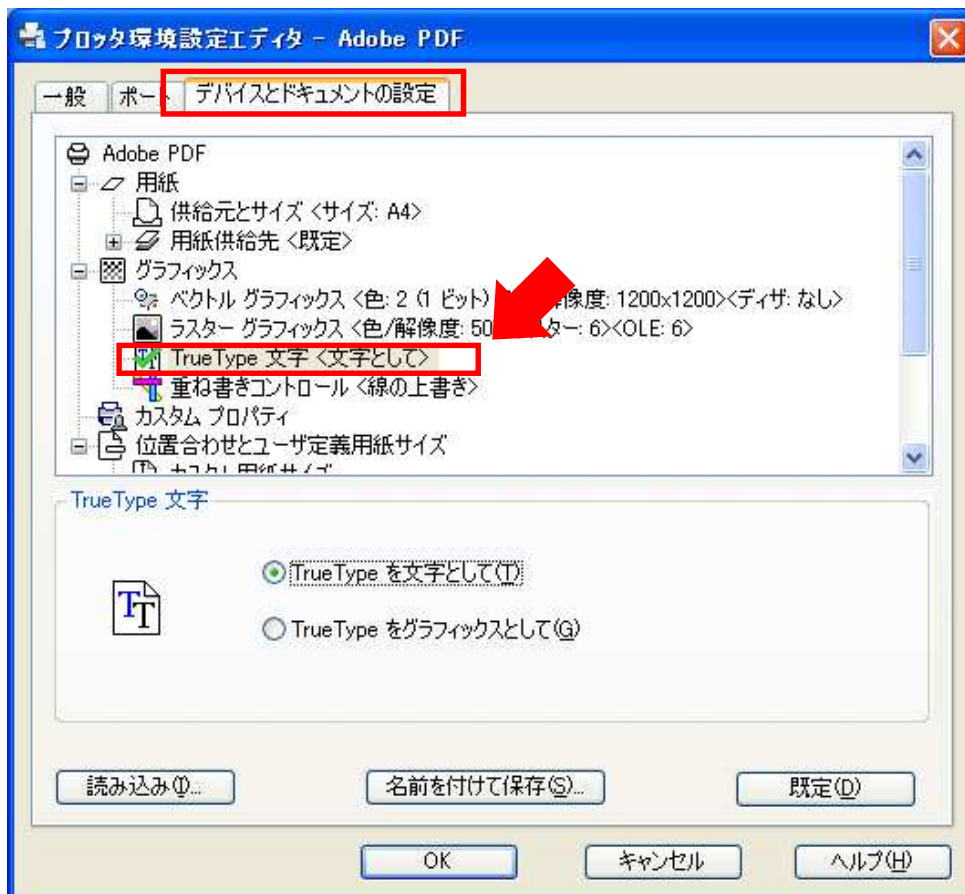 プロッタ環境設定エディタ - Adobe PDF
一般 ポート デバイスとドキュメントの設定
Adobe PDF
用紙
供給元とサイズ <サイズ: A4>
用紙供給先 <既定>
グラフィックス
ベクトル グラフィックス <色: 2 (1 ビット) 像度: 1200x1200><ディザ: なし>
ラスター グラフィックス <色/解像度: 50 ター: 6><OLE: 6>
TrueType 文字 <文字として>
重ね書きコントロール <線の上書き>
カスタム プロパティ
位置合わせとユーザ定義用紙サイズ
カスタム用紙サイズ
TrueType 文字
TrueType を文字として(T)
TrueType をグラフィックスとして(G)
読み込み(I)... 名前を付けて保存(S)... 既定(D)
OK キャンセル ヘルプ(H)